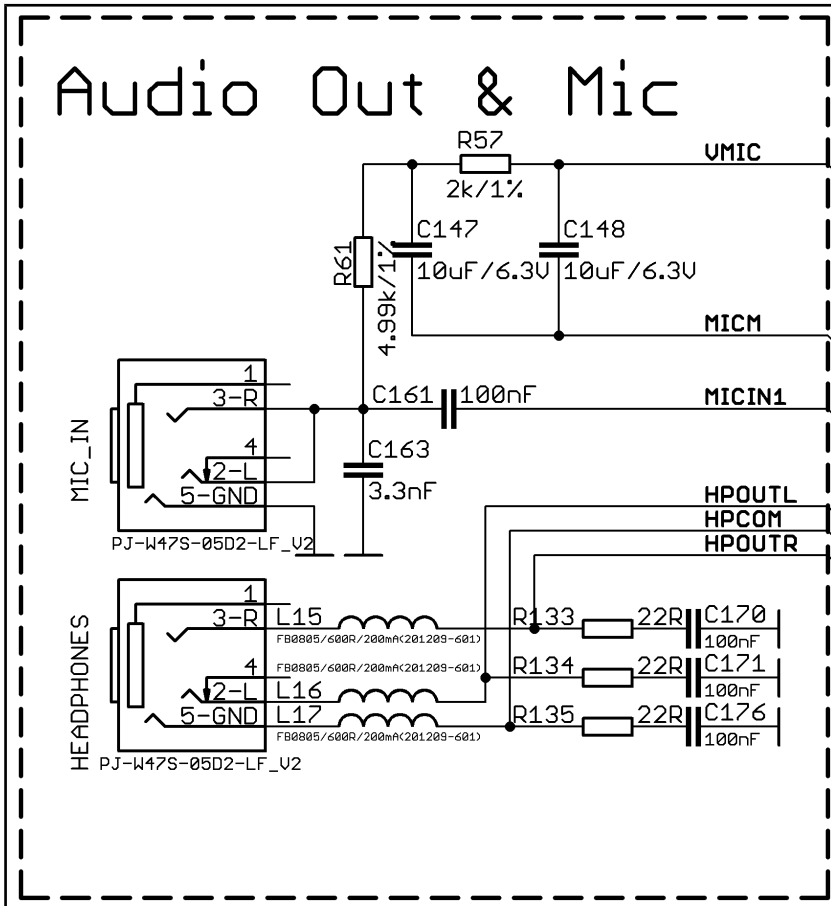 Audio Out & Mic
R57
2k/1%
VMIC
C147
10uF/6.3V
C148
10uF/6.3V
R61
4.99k/1%
MICM
MIC_IN
1
3-R
4
2-L
5-GND
PJ-W47S-05D2-LF_V2
C161
100nF
MICIN1
C163
3.3nF
HPOUTL
HPCOM
HPOUTR
HEADPHONES
1
3-R
4
2-L
5-GND
PJ-W47S-05D2-LF_V2
L15
FB0805/600R/200mA(201209-601)
FB0805/600R/200mA(201209-601)
L16
L17
FB0805/600R/200mA(201209-601)
R133
22R
C170
100nF
R134
22R
C171
100nF
R135
22R
C176
100nF